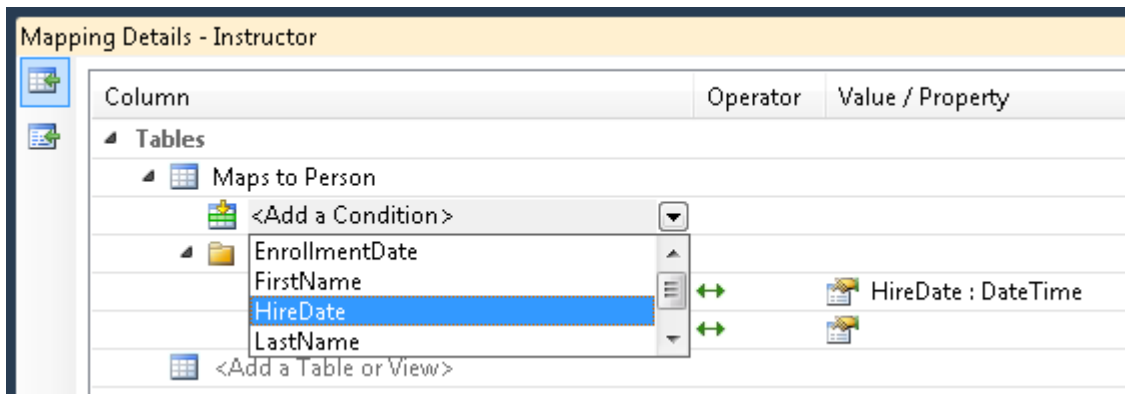 Mapping Details - Instructor
Column Operator Value / Property
Tables
Maps to Person
<Add a Condition>
EnrollmentDate
FirstName
HireDate HireDate : DateTime
LastName
<Add a Table or View>